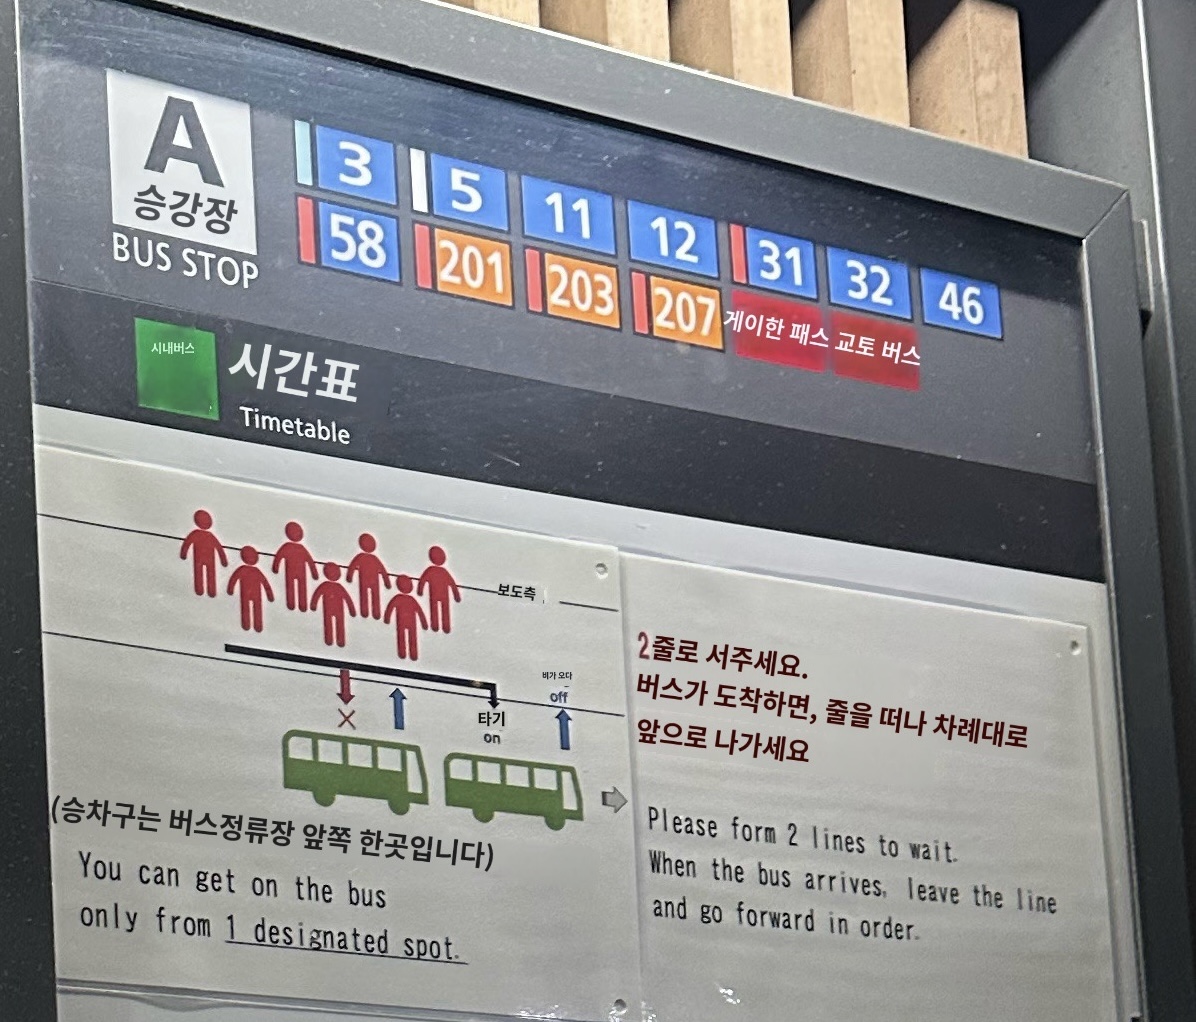 A
승강장
BUS STOP
3 5 11 12 31 32 46
58 201 203 207 게이한 패스 교토 버스
시내버스
시간표
Timetable
보도측
비가 오다
off
타기
on
(승차구는 버스정류장 앞쪽 한곳입니다)
You can get on the bus
only from 1 designated spot.
2줄로 서주세요.
버스가 도착하면, 줄을 떠나 차례대로
앞으로 나가세요
Please form 2 lines to wait.
When the bus arrives, leave the line
and go forward in order.